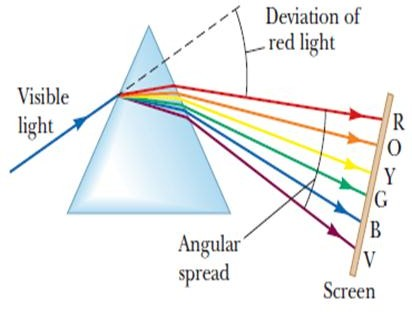 Deviation of
red light
Visible
light
R
O
Y
G
B
V
Angular
spread
Screen